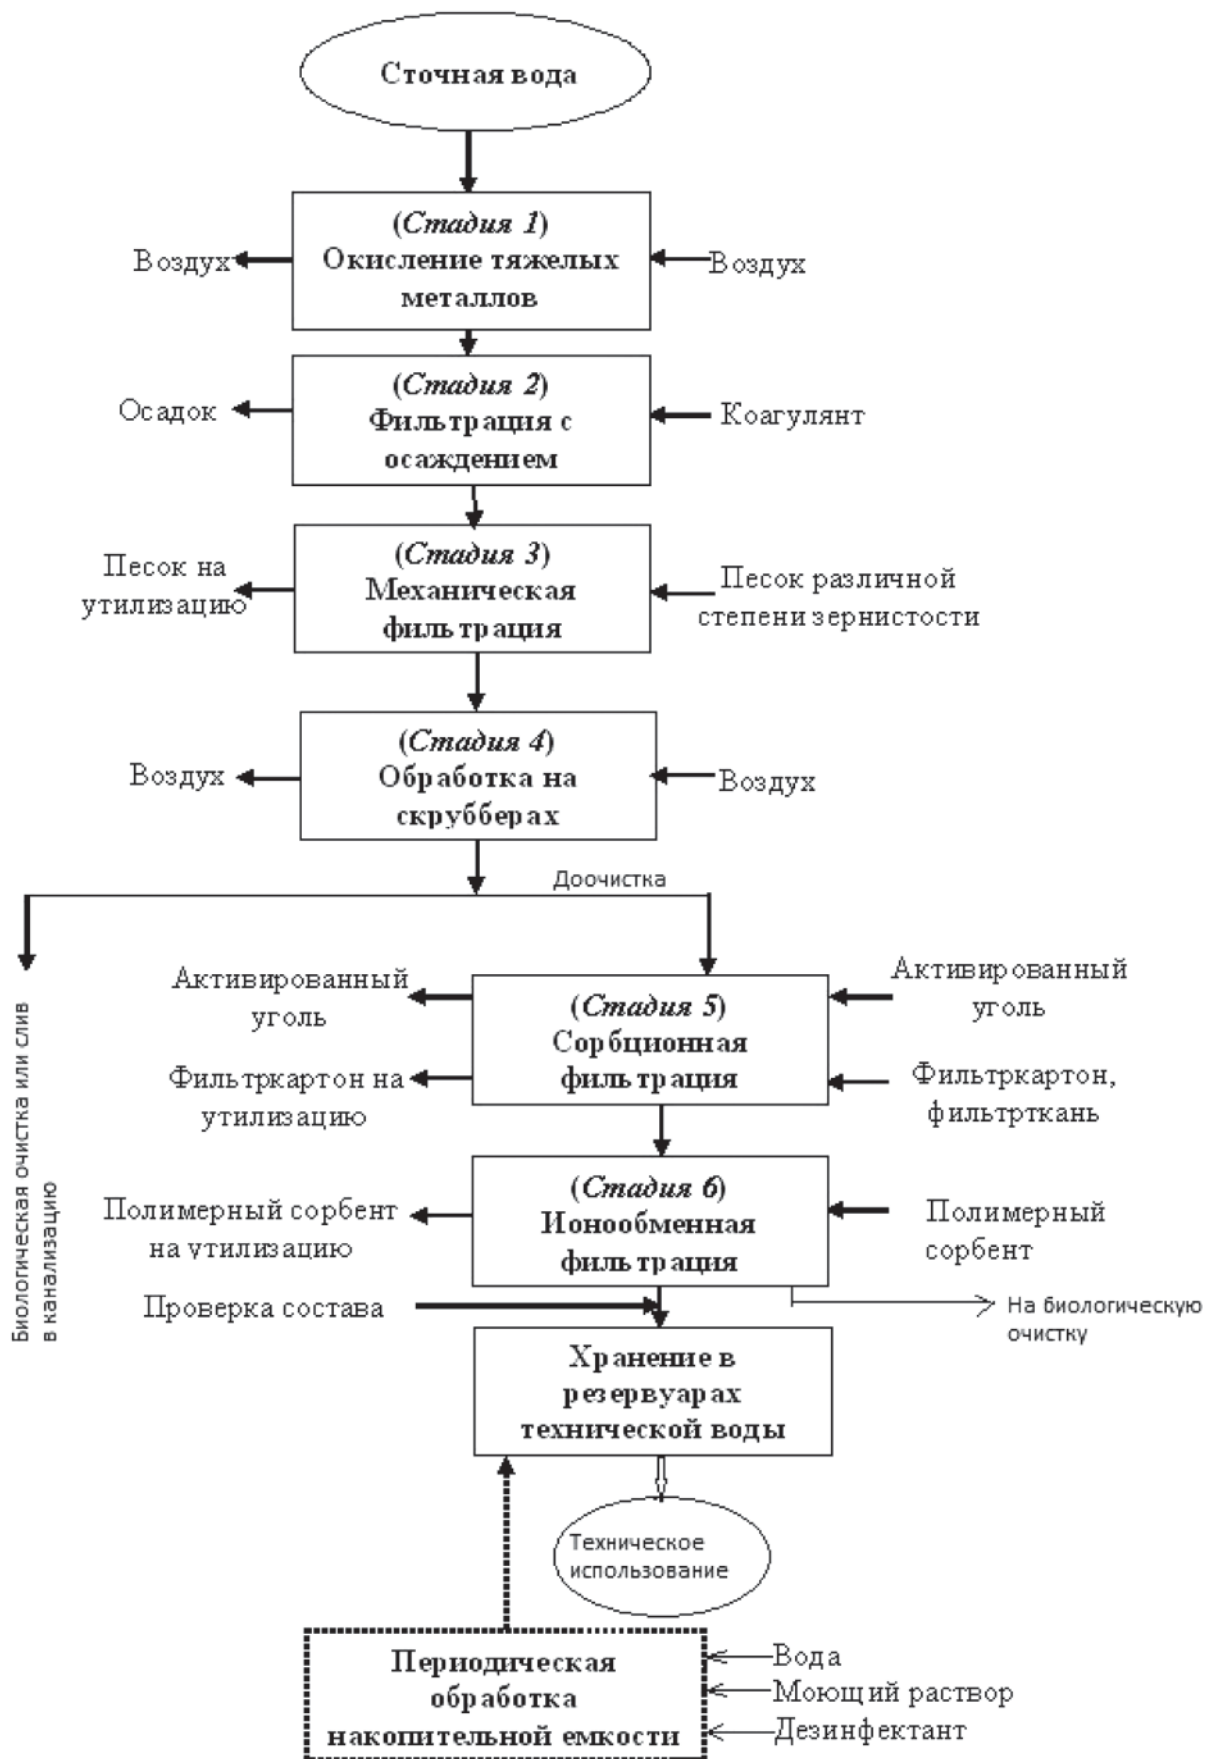 Сточная вода
(Стадия 1)
Окисление тяжелых
металлов
Воздух
Воздух
(Стадия 2)
Фильтрация с
осаждением
Осадок
Коагулянт
(Стадия 3)
Механическая
фильтрация
Песок на
утилизацию
Песок различной
степени зернистости
(Стадия 4)
Обработка на
скрубберах
Воздух
Воздух
Доочистка
Биологическая очистка или слив
в канализацию
Активированный
уголь
Фильтркартон на
утилизацию
(Стадия 5)
Сорбционная
фильтрация
Активированный
уголь
Фильтркартон,
фильтрткань
Полимерный сорбент
на утилизацию
(Стадия 6)
Ионообменная
фильтрация
Полимерный
сорбент
Проверка состава
На биологическую
очистку
Хранение в
резервуарах
технической воды
Техническое
использование
Периодическая
обработка
накопительной емкости
Вода
Моющий раствор
Дезинфектант